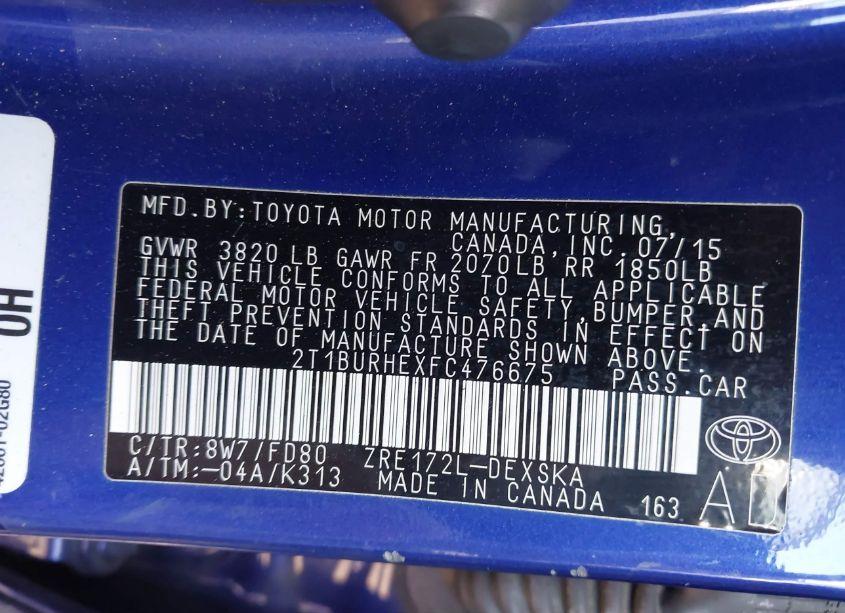 MFD.BY:TOYOTA MOTOR MANUFACTURING,
CANADA,INC. 07/15
GVWR 3820 LB GAWR FR 2070LB RR 1850LB
THIS VEHICLE CONFORMS TO ALL APPLICABLE
FEDERAL MOTOR VEHICLE SAFETY,BUMPER AND
THEFT PREVENTION STANDARDS IN EFFECT ON
THE DATE OF MANUFACTURE SHOWN ABOVE.
2T1BURHEXFC476675 PASS.CAR
C/TR:8W7/FD80 ZRE172L-DEXSKA
A/TM:-04A/K313 MADE IN CANADA 163
AD
OH